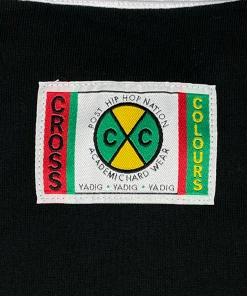 CROSS
POST HIP HOP NATION
C C
ACADEMIC HARD WEAR
YADIG • YADIG • YADIG
COLOURS